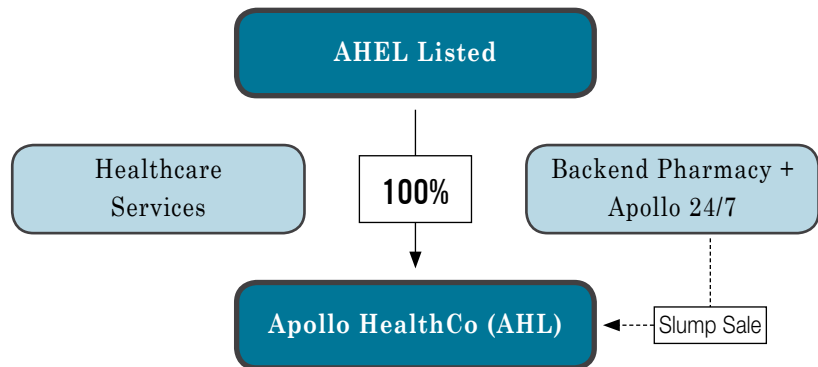 AHEL Listed
Healthcare
Services
100%
Backend Pharmacy +
Apollo 24/7
Apollo HealthCo (AHL)
Slump Sale